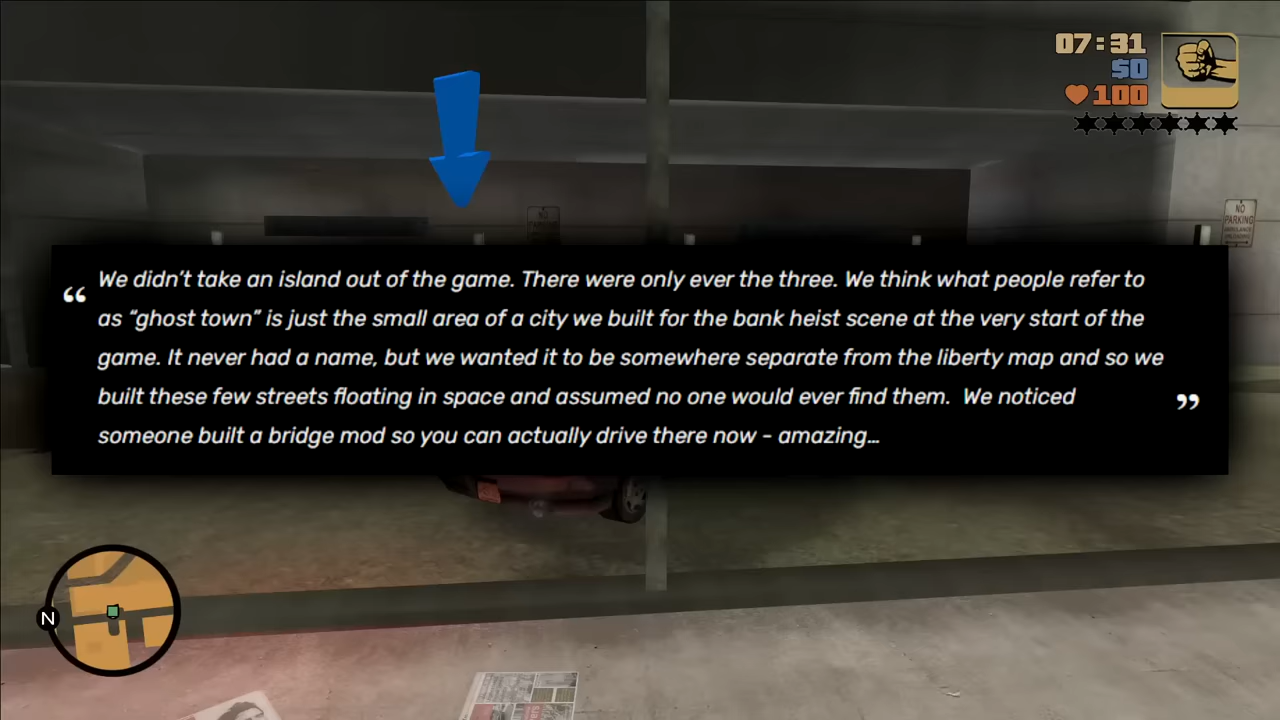 07:31
$0
100
NO
PARKING
“ We didn’t take an island out of the game. There were only ever the three. We think what people refer to
as “ghost town” is just the small area of a city we built for the bank heist scene at the very start of the
game. It never had a name, but we wanted it to be somewhere separate from the liberty map and so we
built these few streets floating in space and assumed no one would ever find them.  We noticed ”
someone built a bridge mod so you can actually drive there now - amazing...
N